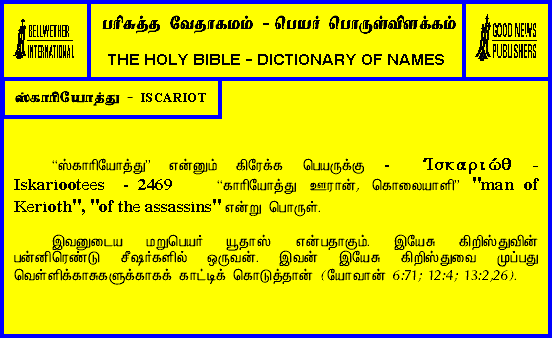 BELLWETHER
INTERNATIONAL
பரிசுத்த வேதாகமம் - பெயர் பொருள்விளக்கம்
THE HOLY BIBLE - DICTIONARY OF NAMES
GOOD NEWS
PUBLISHERS
ஸ்காரியோத்து - ISCARIOT
“ஸ்காரியோத்து” என்னும் கிரேக்க பெயருக்கு - Ἰσκαριώθ -
Iskariootees - 2469 “காரியோத்து ஊரான், கொலையாளி” "man of
Kerioth", "of the assassins" என்று பொருள்.
இவனுடைய மறுபெயர் யூதாஸ் என்பதாகும். இயேசு கிறிஸ்துவின்
பன்னிரெண்டு சீஷர்களில் ஒருவன். இவன் இயேசு கிறிஸ்துவை முப்பது
வெள்ளிக்காசுகளுக்காகக் காட்டிக் கொடுத்தான் (யோவான் 6:71; 12:4; 13:2,26).